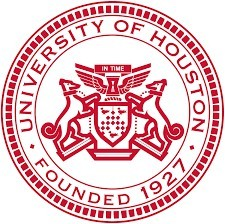 UNIVERSITY OF HOUSTON
IN TIME
FOUNDED 1927